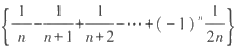 {1/n - 1/(n+1) + 1/(n+2) - ⋯ + (-1)^n 1/(2n)}